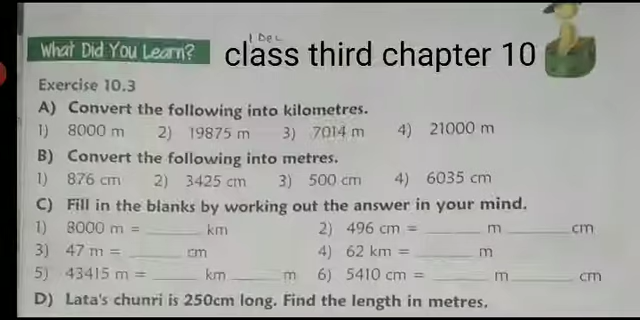 1 Dec
What Did You Learn?
class third chapter 10
Exercise 10.3
A) Convert the following into kilometres.
1) 8000 m 2) 19875 m 3) 7014 m 4) 21000 m
B) Convert the following into metres.
1) 876 cm 2) 3425 cm 3) 500 cm 4) 6035 cm
C) Fill in the blanks by working out the answer in your mind.
1) 8000 m = ______ km 2) 496 cm = ______ m ______ cm
3) 47 m = ______ cm 4) 62 km = ______ m
5) 43415 m = ______ km ______ m 6) 5410 cm = ______ m ______ cm
D) Lata's chunri is 250cm long. Find the length in metres.